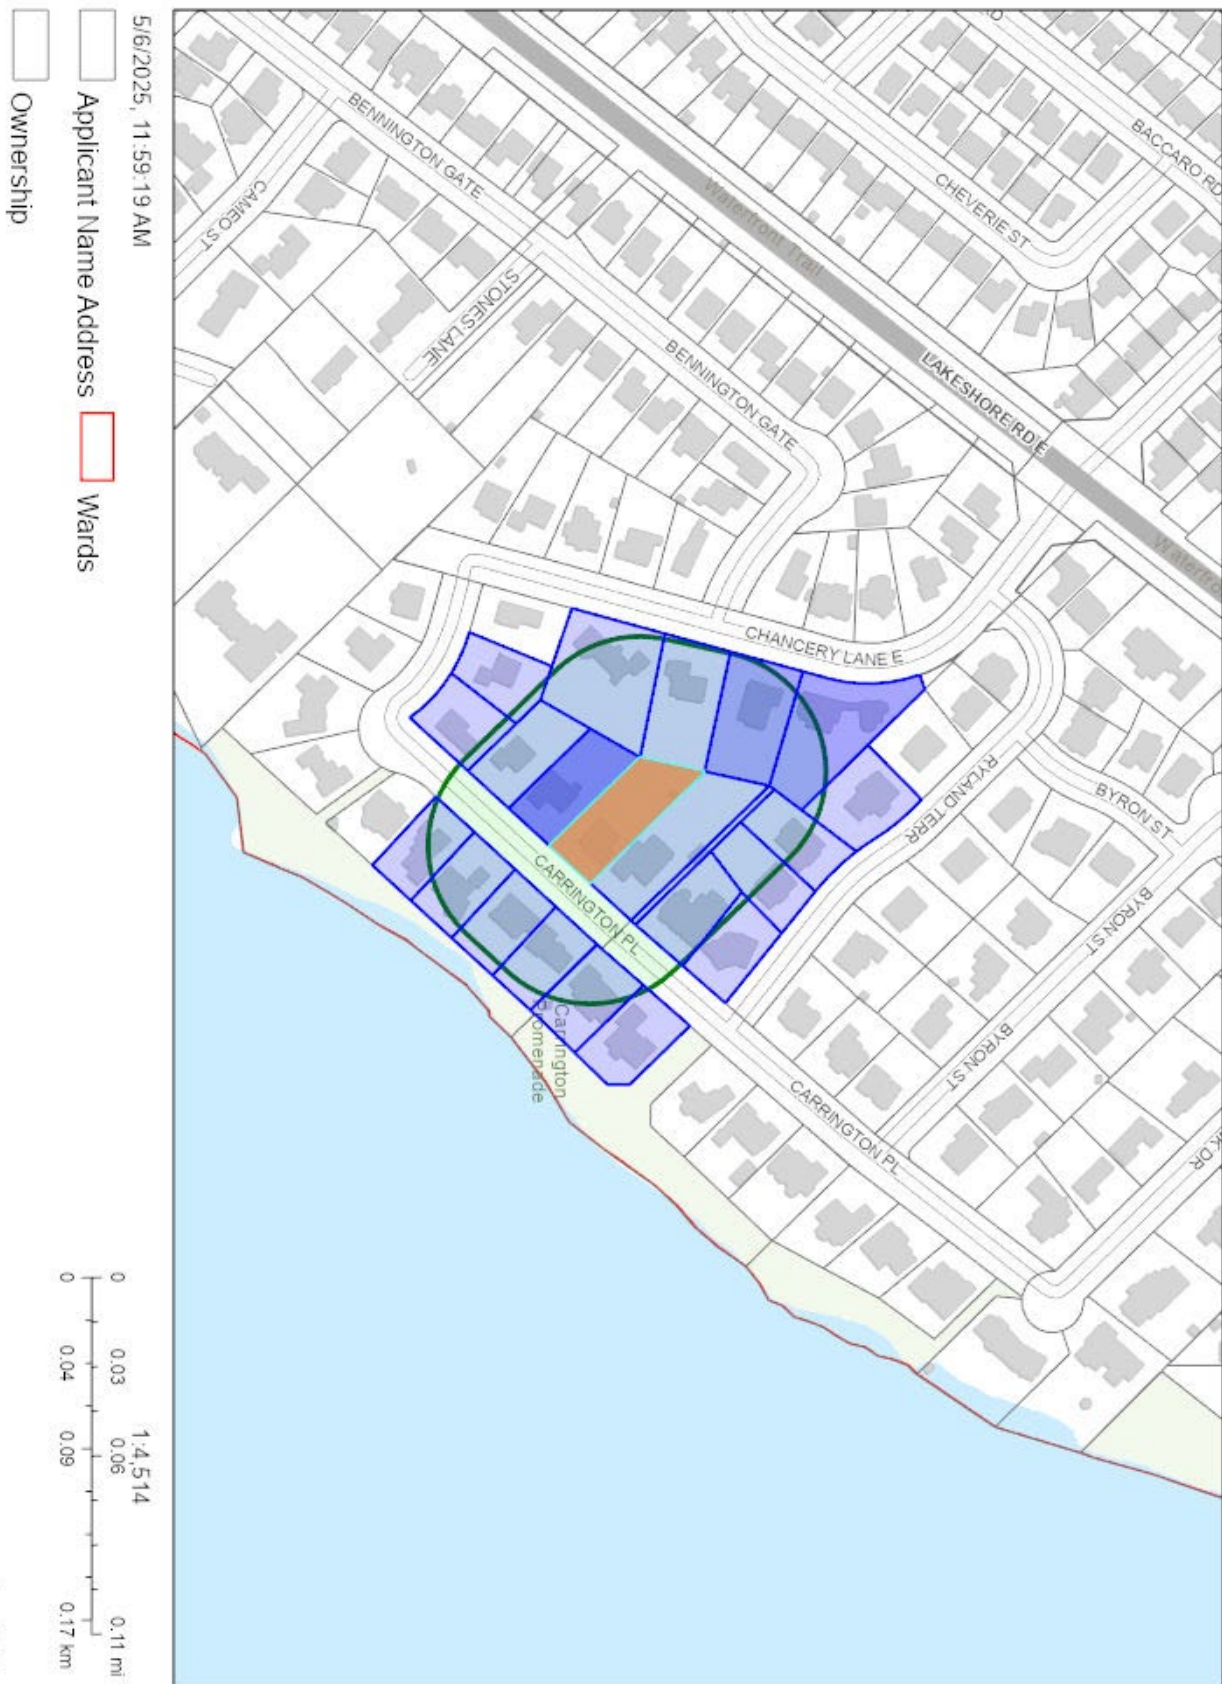 BACCARO RD
CHEVERIE ST
BENNINGTON GATE
Waterfront Trail
CAMEO ST
STONES LANE
BENNINGTON GATE
LAKESHORE RD E
CHANCERY LANE E
RYLAND TERR
BYRON ST
BYRON ST
BYRON ST
CARRINGTON PL
CARRINGTON PL
Carrington
Promenade
5/6/2025, 11:59:19 AM
Applicant Name Address
Wards
Ownership
1:4,514
0 0.03 0.06 0.11 mi
0 0.04 0.09 0.17 km